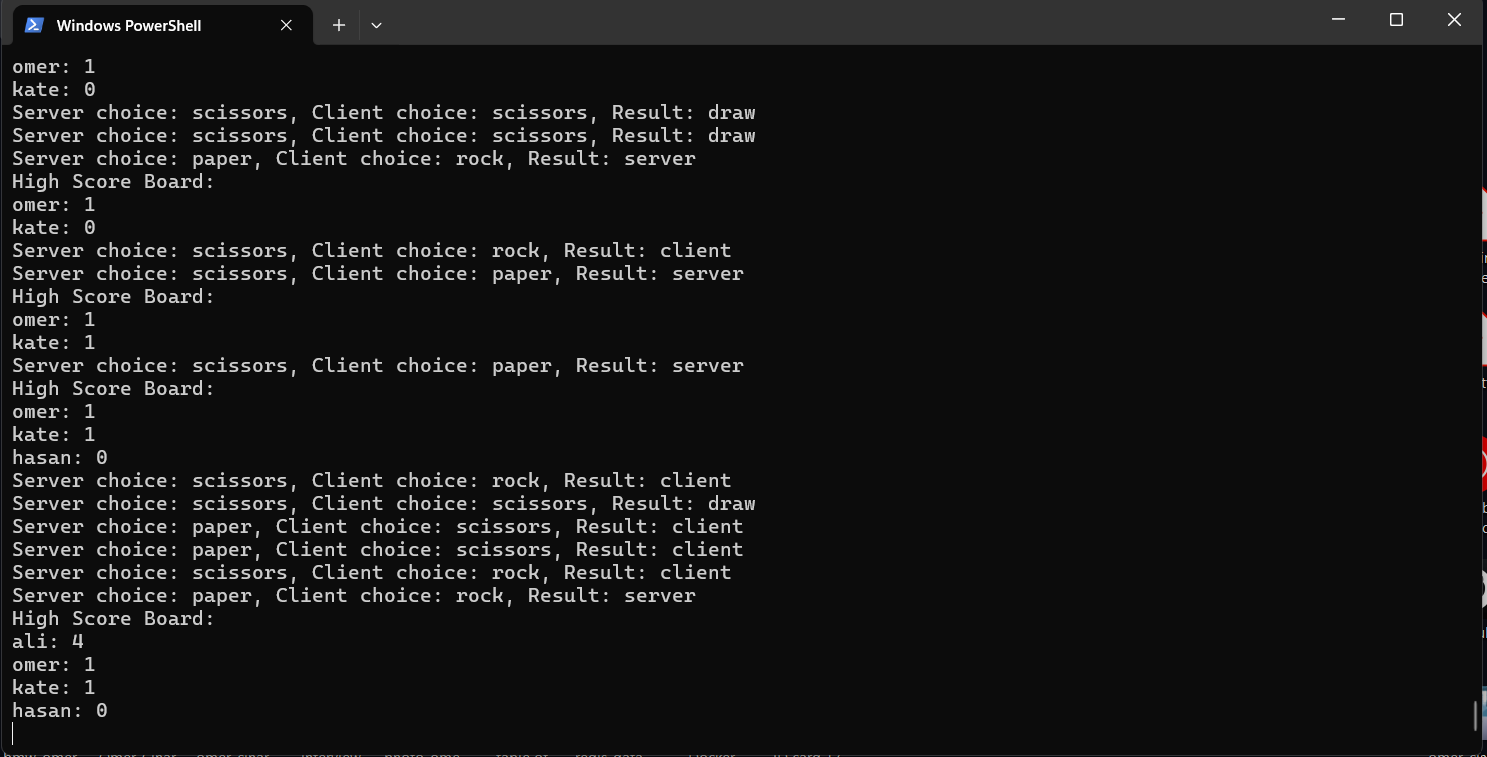 Windows PowerShell
omer: 1
kate: 0
Server choice: scissors, Client choice: scissors, Result: draw
Server choice: scissors, Client choice: scissors, Result: draw
Server choice: paper, Client choice: rock, Result: server
High Score Board:
omer: 1
kate: 0
Server choice: scissors, Client choice: rock, Result: client
Server choice: scissors, Client choice: paper, Result: server
High Score Board:
omer: 1
kate: 1
Server choice: scissors, Client choice: paper, Result: server
High Score Board:
omer: 1
kate: 1
hasan: 0
Server choice: scissors, Client choice: rock, Result: client
Server choice: scissors, Client choice: scissors, Result: draw
Server choice: paper, Client choice: scissors, Result: client
Server choice: paper, Client choice: scissors, Result: client
Server choice: scissors, Client choice: rock, Result: client
Server choice: paper, Client choice: rock, Result: server
High Score Board:
ali: 4
omer: 1
kate: 1
hasan: 0